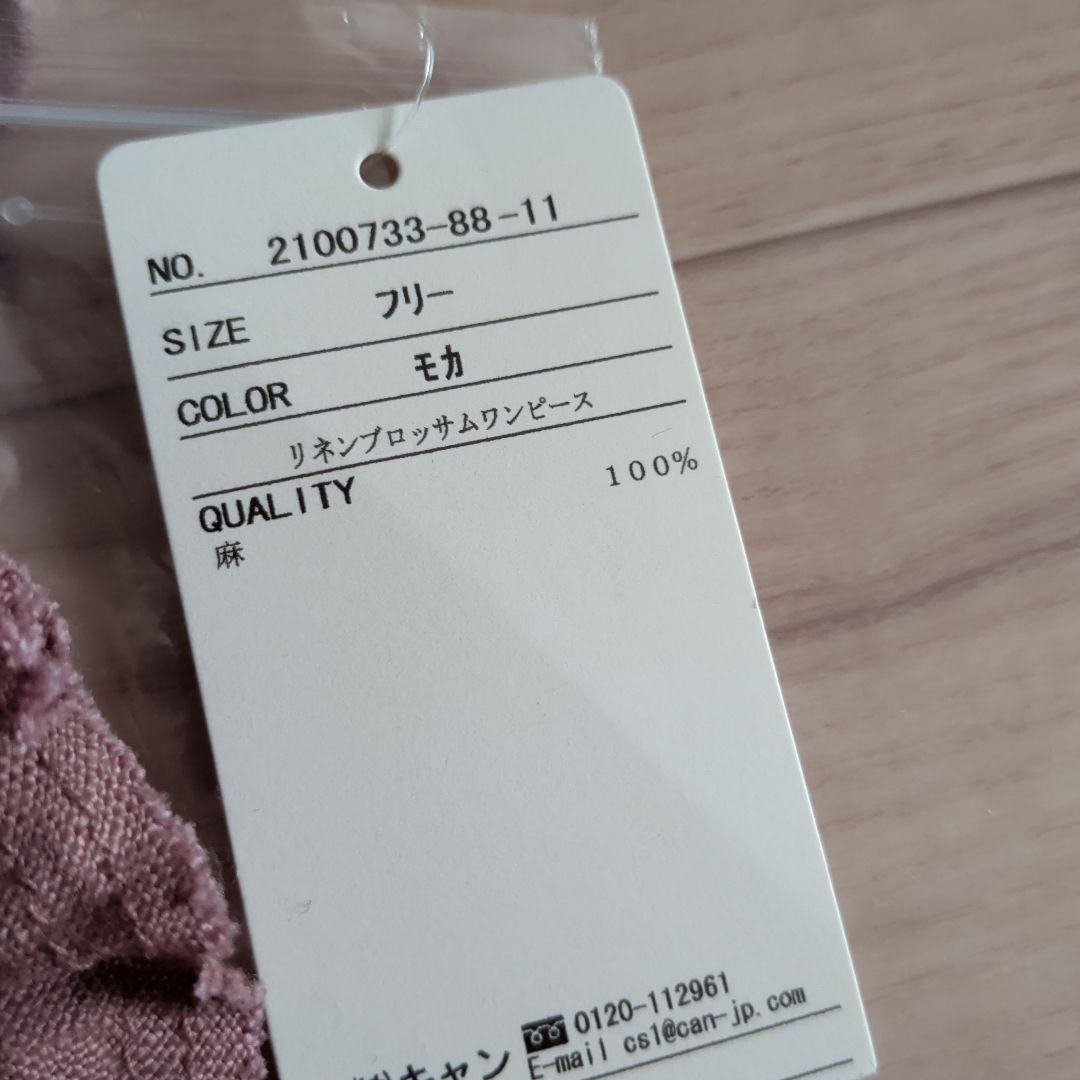 NO. 2100733-88-11
SIZE フリー
COLOR モカ
リネンブロッサムワンピース
QUALITY 100%
麻
0120-112961
E-mail cs1@can-jp.com
キャン